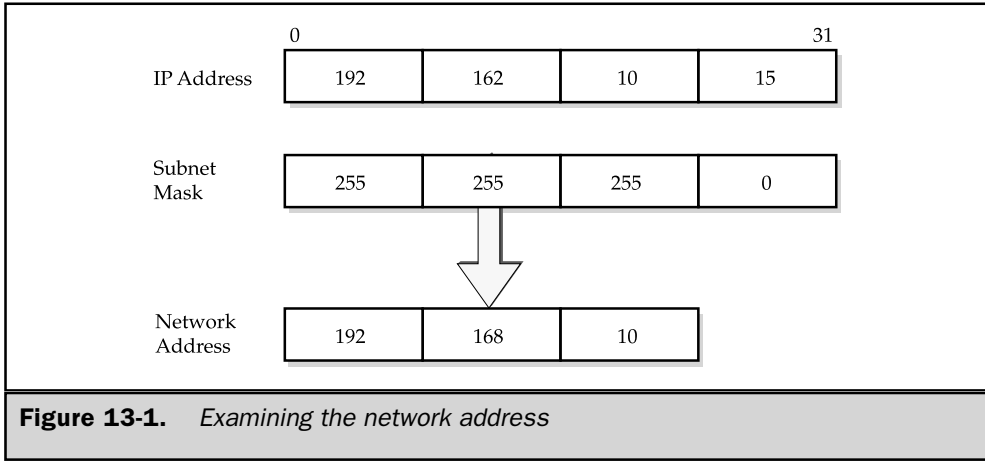 0 31
IP Address 192 162 10 15
Subnet
Mask
255 255 255 0
Network
Address
192 168 10
Figure 13-1. Examining the network address